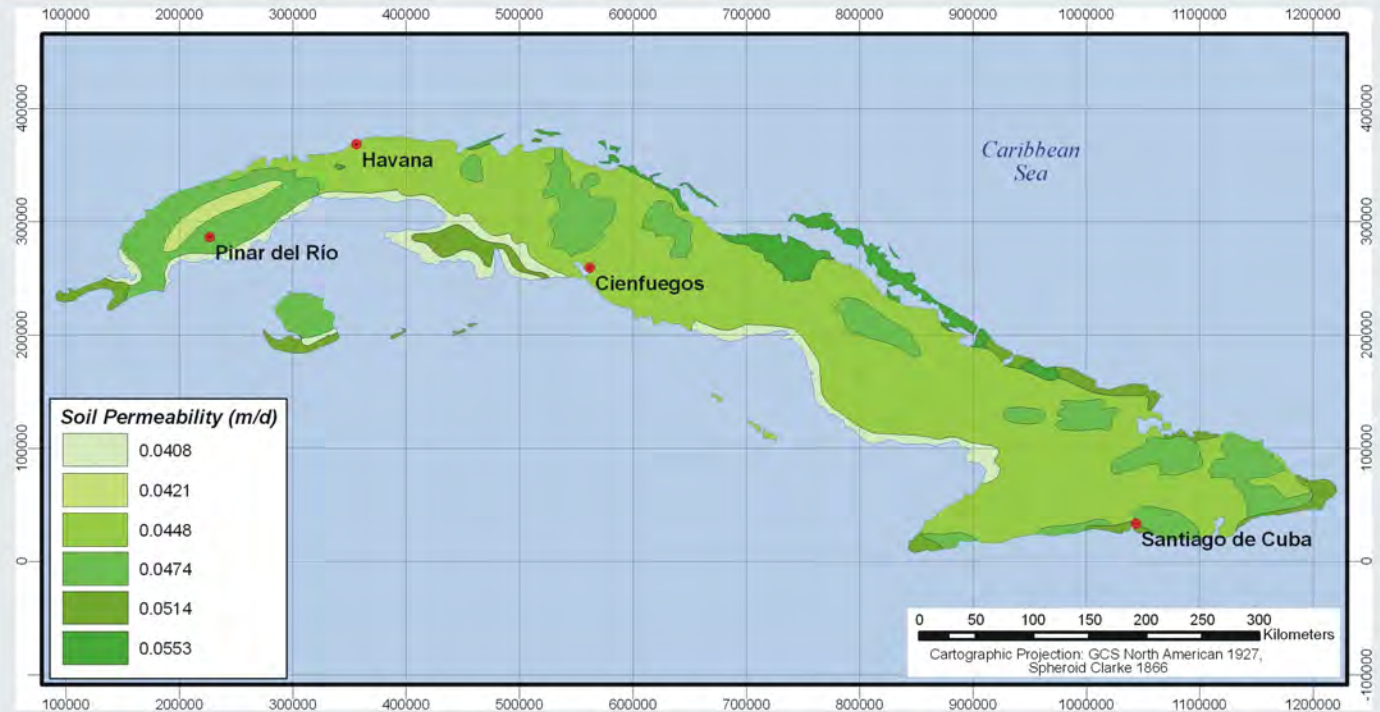 100000 200000 300000 400000 500000 600000 700000 800000 900000 1000000 1100000 1200000
400000
400000
Caribbean
Sea
Havana
300000
300000
Pinar del Río
Cienfuegos
200000
200000
Soil Permeability (m/d)
0.0408
0.0421
0.0448
0.0474
0.0514
0.0553
100000
100000
Santiago de Cuba
0
0
0 50 100 150 200 250 300
Kilometers
Cartographic Projection: GCS North American 1927,
Spheroid Clarke 1866
-100000
100000 200000 300000 400000 500000 600000 700000 800000 900000 1000000 1100000 1200000